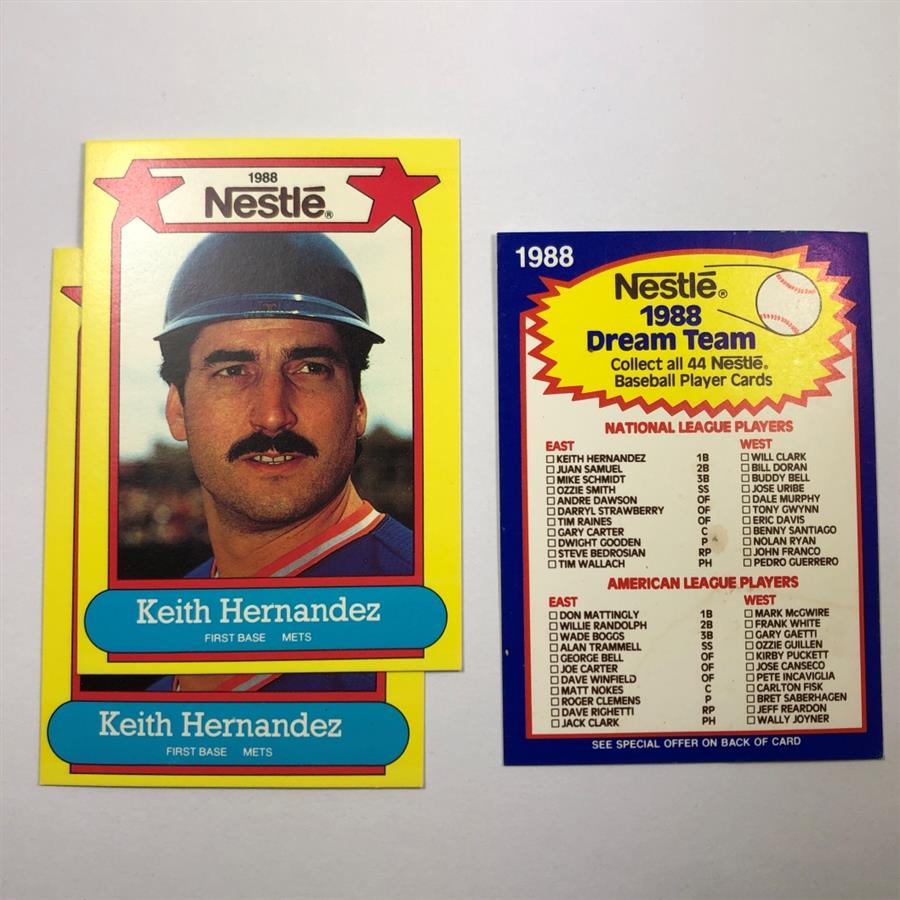 1988
Nestlé®
Keith Hernandez
FIRST BASE METS
Keith Hernandez
FIRST BASE METS
1988
Nestlé®
1988
Dream Team
Collect all 44 Nestlé®
Baseball Player Cards
NATIONAL LEAGUE PLAYERS
EAST WEST
KEITH HERNANDEZ 1B WILL CLARK
JUAN SAMUEL 2B BILL DORAN
MIKE SCHMIDT 3B BUDDY BELL
OZZIE SMITH SS JOSE URIBE
ANDRE DAWSON OF DALE MURPHY
DARRYL STRAWBERRY OF TONY GWYNN
TIM RAINES OF ERIC DAVIS
GARY CARTER C BENNY SANTIAGO
DWIGHT GOODEN P NOLAN RYAN
STEVE BEDROSIAN RP JOHN FRANCO
TIM WALLACH PH PEDRO GUERRERO
AMERICAN LEAGUE PLAYERS
EAST WEST
DON MATTINGLY 1B MARK McGWIRE
WILLIE RANDOLPH 2B FRANK WHITE
WADE BOGGS 3B GARY GAETTI
ALAN TRAMMELL SS OZZIE GUILLEN
GEORGE BELL OF KIRBY PUCKETT
JOE CARTER OF JOSE CANSECO
DAVE WINFIELD OF PETE INCAVIGLIA
MATT NOKES C CARLTON FISK
ROGER CLEMENS P BRET SABERHAGEN
DAVE RIGHETTI RP JEFF REARDON
JACK CLARK PH WALLY JOYNER
SEE SPECIAL OFFER ON BACK OF CARD